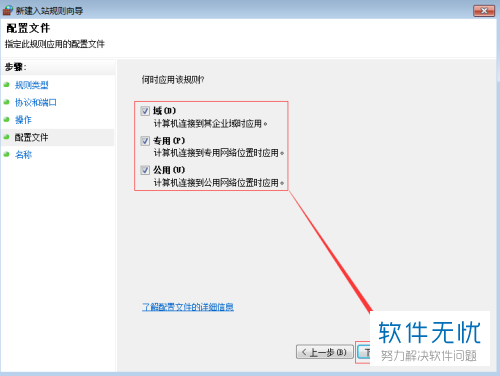 新建入站规则向导
配置文件
指定此规则应用的配置文件
步骤:
规则类型
协议和端口
操作
配置文件
名称
何时应用该规则?
域(D)
计算机连接到其企业域时应用。
专用(P)
计算机连接到专用网络位置时应用。
公用(U)
计算机连接到公用网络位置时应用。
了解配置文件的详细信息
<上一步(B)
下
软件无忧
努力解决软件问题